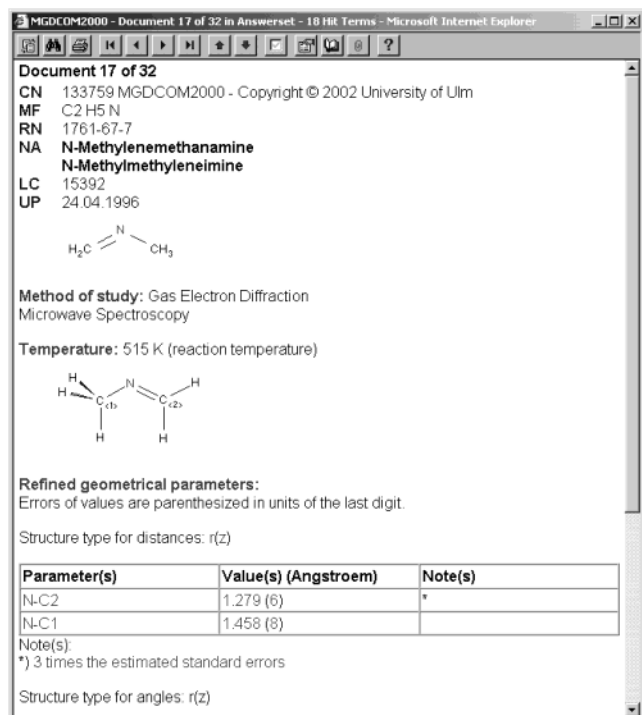 MGDCOM2000 - Document 17 of 32 in Answerset - 18 Hit Terms - Microsoft Internet Explorer
Document 17 of 32
CN 133759 MGDCOM2000 - Copyright © 2002 University of Ulm
MF C2 H5 N
RN 1761-67-7
NA N-Methylenemethanamine
N-Methylmethyleneimine
LC 15392
UP 24.04.1996
N
H2C CH3
Method of study: Gas Electron Diffraction
Microwave Spectroscopy
Temperature: 515 K (reaction temperature)
H N H
H C<1> C<2>
H H
Refined geometrical parameters:
Errors of values are parenthesized in units of the last digit.
Structure type for distances: r(z)
Parameter(s) Value(s) (Angstroem) Note(s)
N-C2 1.279 (6) *
N-C1 1.458 (8)
Note(s):
*) 3 times the estimated standard errors
Structure type for angles: r(z)